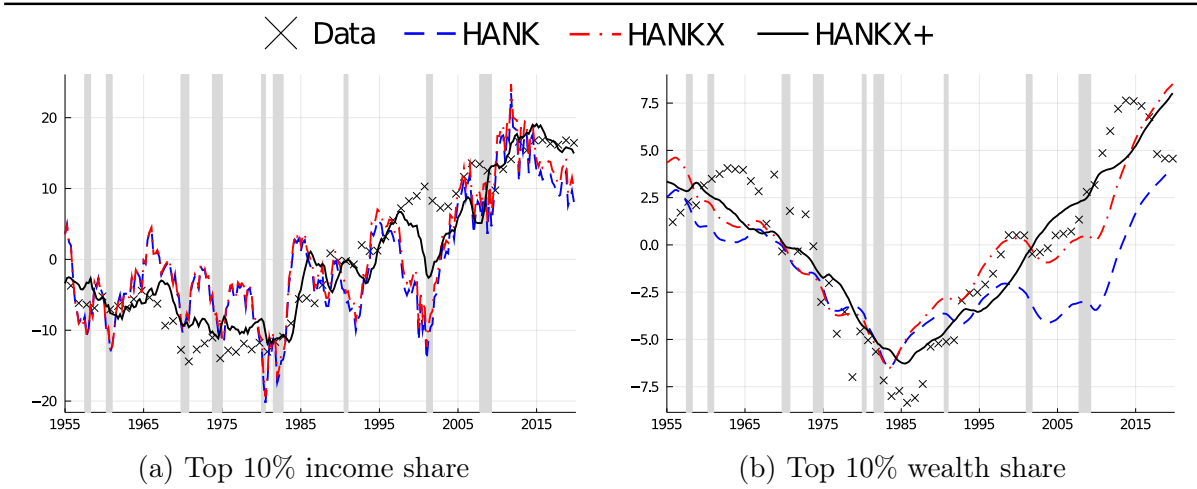 Data HANK HANKX HANKX+
20
10
0
−10
−20
1955 1965 1975 1985 1995 2005 2015
(a) Top 10% income share
7.5
5.0
2.5
0.0
−2.5
−5.0
−7.5
1955 1965 1975 1985 1995 2005 2015
(b) Top 10% wealth share